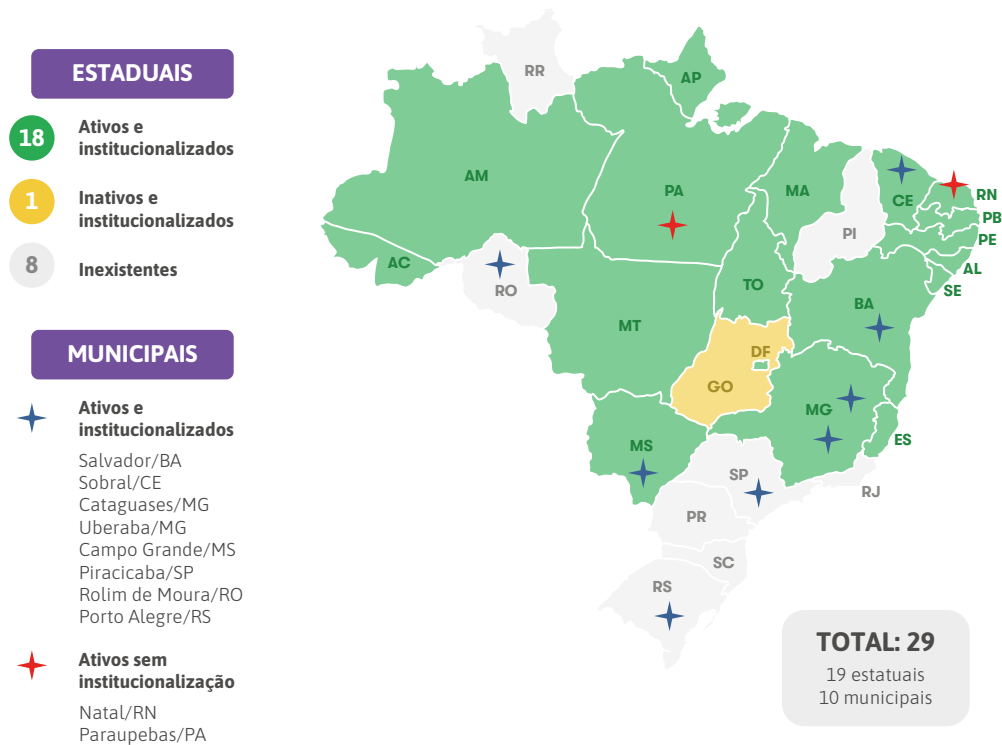 ESTADUAIS
18
Ativos e
institucionalizados
1
Inativos e
institucionalizados
8
Inexistentes
MUNICIPAIS
Ativos e
institucionalizados
Salvador/BA
Sobral/CE
Cataguases/MG
Uberaba/MG
Campo Grande/MS
Piracicaba/SP
Rolim de Moura/RO
Porto Alegre/RS
Ativos sem
institucionalização
Natal/RN
Paraupebas/PA
RR
AP
AM
PA
MA
CE
RN
PB
PE
AL
SE
PI
AC
RO
TO
BA
MT
DF
GO
MG
ES
MS
SP
RJ
PR
SC
RS
TOTAL: 29
19 estatuais
10 municipais